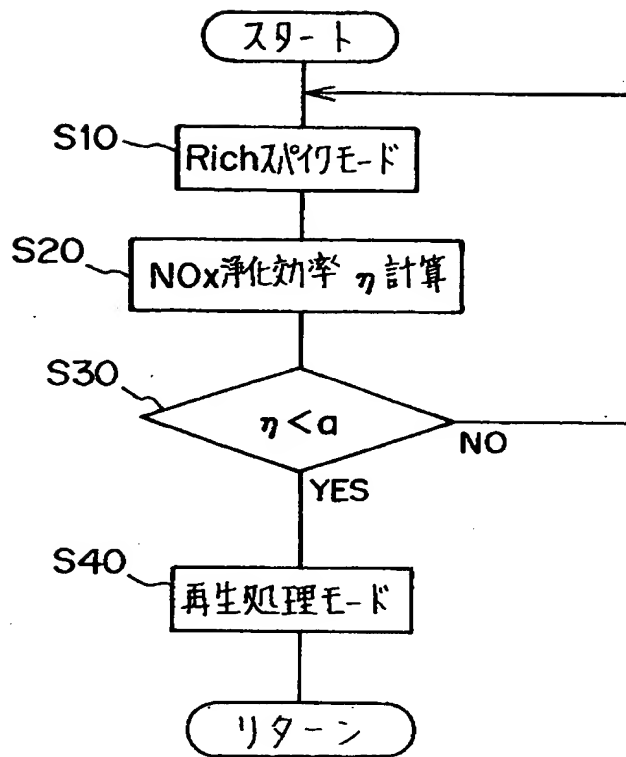 スタート
S10
Richスパイクモード
S20
NOx浄化効率 η 計算
S30
η<a
NO
YES
S40
再生処理モード
リターン